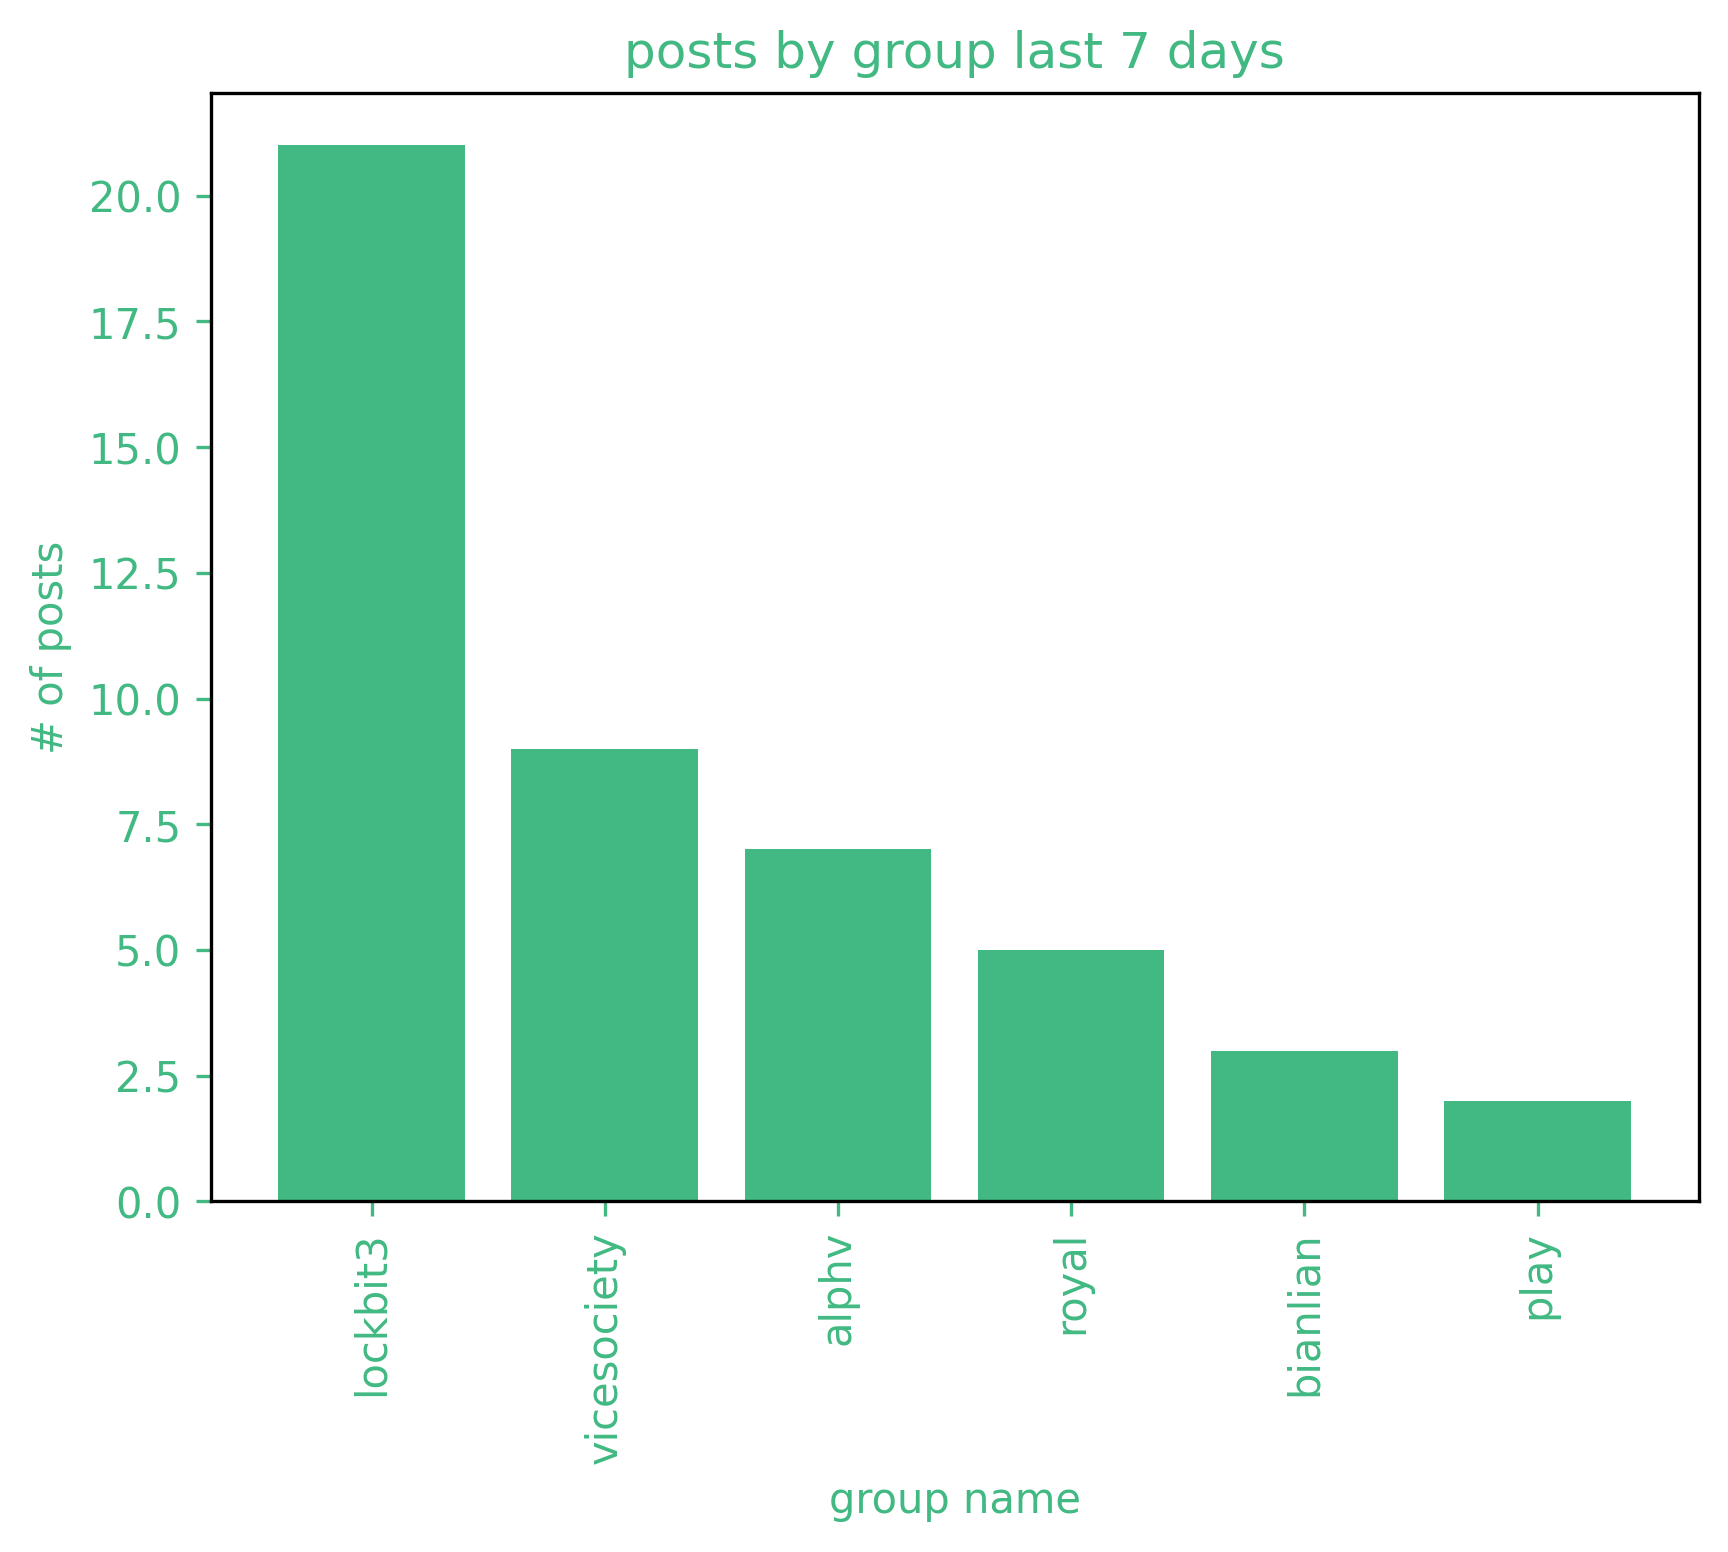 posts by group last 7 days
# of posts
20.0
17.5
15.0
12.5
10.0
7.5
5.0
2.5
0.0
lockbit3
vicesociety
alphv
royal
bianlian
play
group name